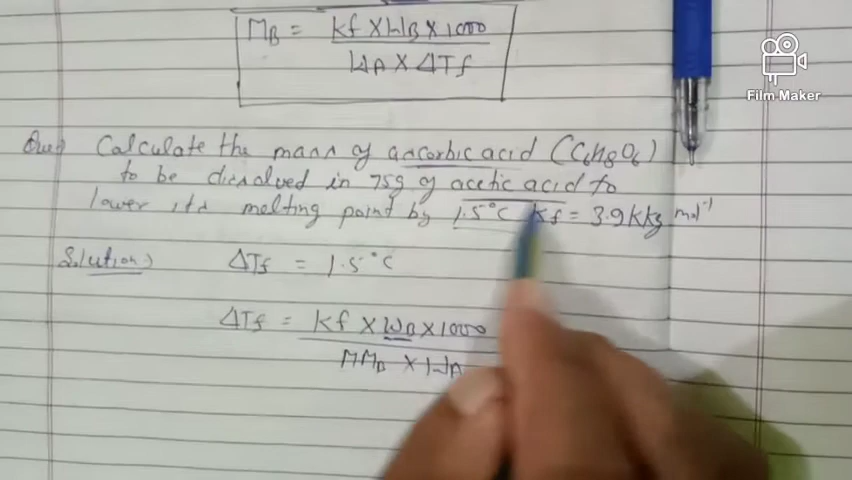 MB = Kf X WB X 1000
WA X ΔTf
Film Maker
Que) Calculate the mass of ascorbic acid (C6H8O6)
to be dissolved in 75g of acetic acid to
lower its melting point by 1.5°C Kf = 3.9 K kg mol-1
Solution:) ΔTf = 1.5°C
ΔTf = Kf X WB X 1000
MMB X WA